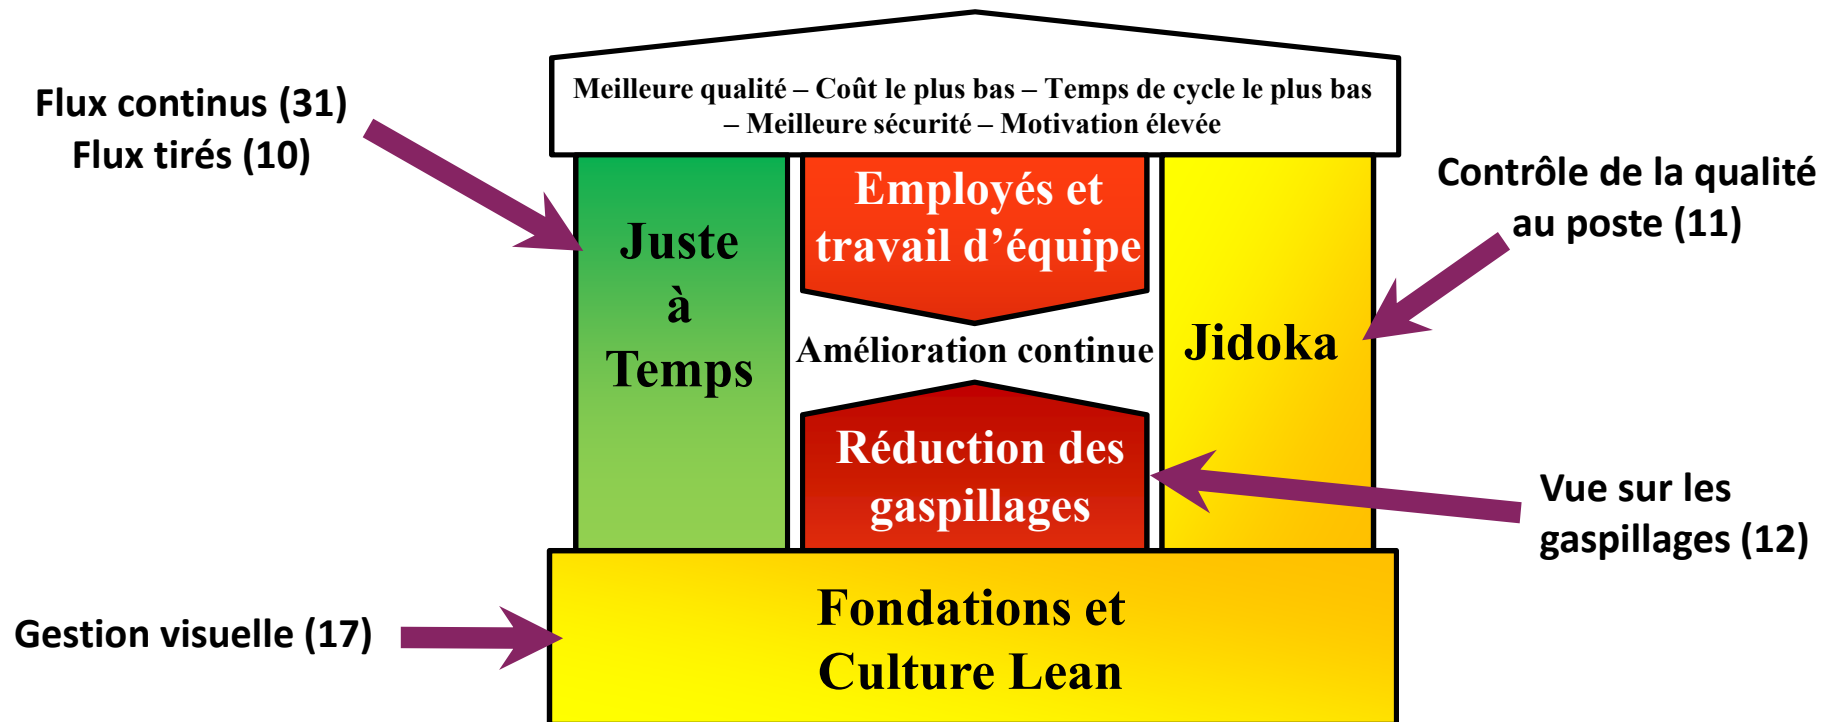 Meilleure qualité – Coût le plus bas – Temps de cycle le plus bas
– Meilleure sécurité – Motivation élevée
Flux continus (31)
Flux tirés (10)
Juste
à
Temps
Employés et
travail d’équipe
Amélioration continue
Réduction des
gaspillages
Jidoka
Contrôle de la qualité
au poste (11)
Vue sur les
gaspillages (12)
Gestion visuelle (17)
Fondations et
Culture Lean